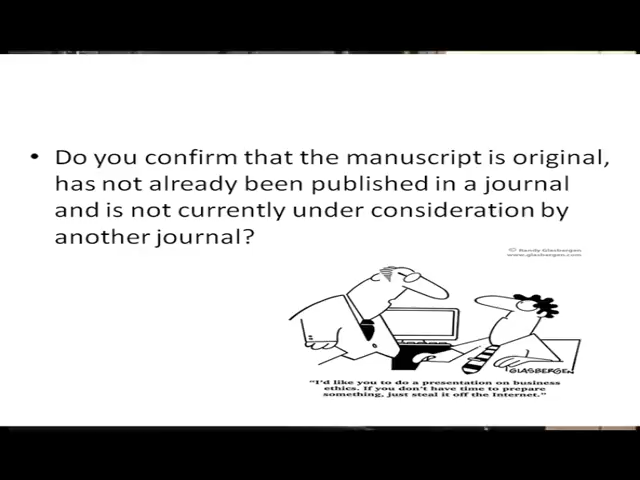 • Do you confirm that the manuscript is original,
has not already been published in a journal
and is not currently under consideration by
another journal?
© Randy Glasbergen
www.glasbergen.com
GLASBERGEN
"I'd like you to do a presentation on business
ethics. If you don't have time to prepare
something, just steal it off the Internet."